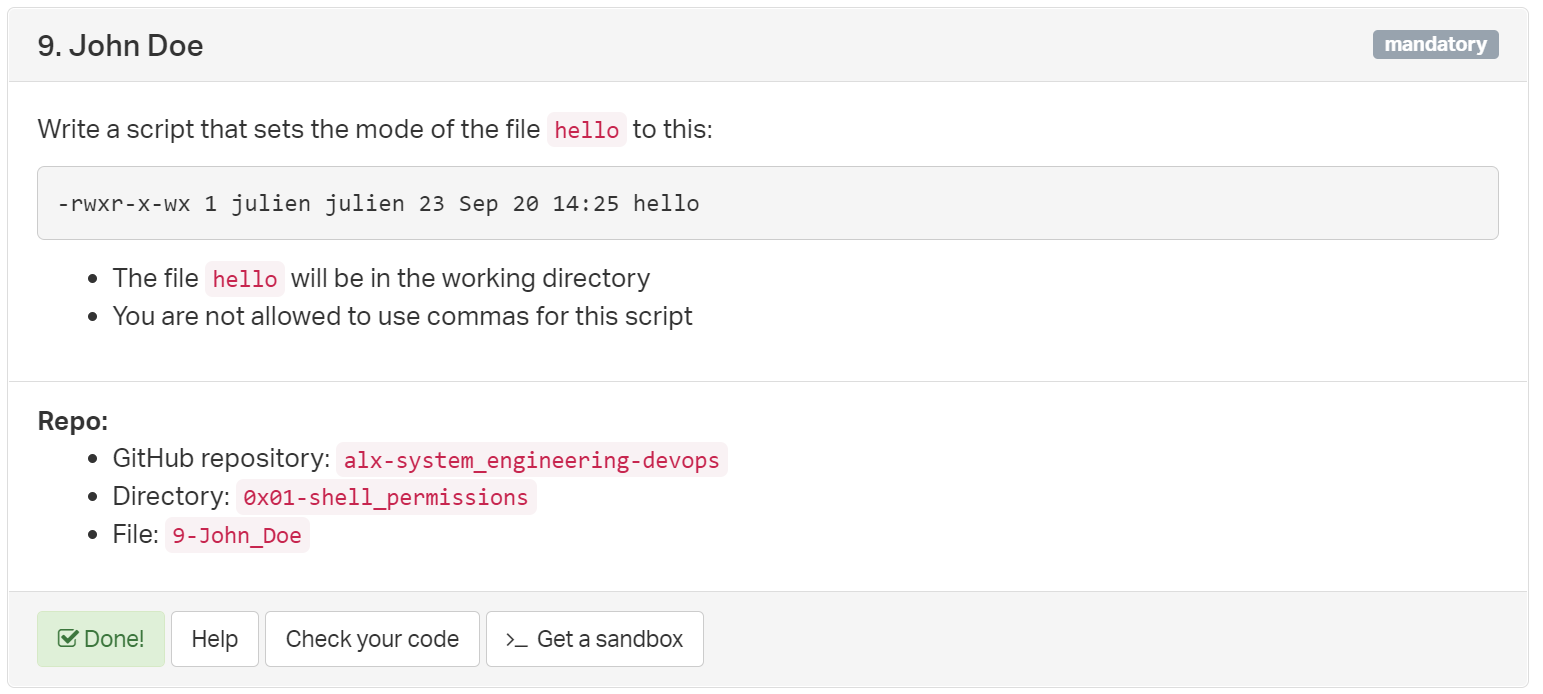 9. John Doe
mandatory
Write a script that sets the mode of the file hello to this:
-rwxr-x-wx 1 julien julien 23 Sep 20 14:25 hello
The file hello will be in the working directory
You are not allowed to use commas for this script
Repo:
GitHub repository: alx-system_engineering-devops
Directory: 0x01-shell_permissions
File: 9-John_Doe
Done! Help Check your code >_ Get a sandbox